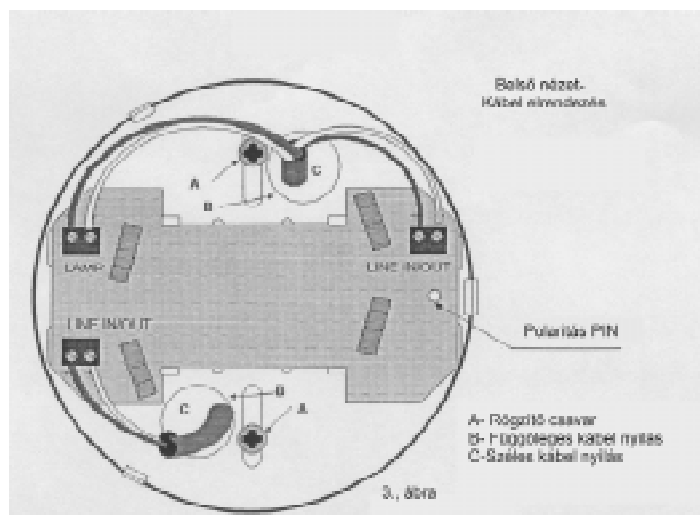 Belső nézet-
Kábel elrendezés
A
C
B
LAMP
LINE IN/OUT
LINE IN/OUT
Polaritás PIN
B
C
A
A- Rögzítő csavar
B- Függőleges kábel nyílás
C-Széles kábel nyílás
3., ábra